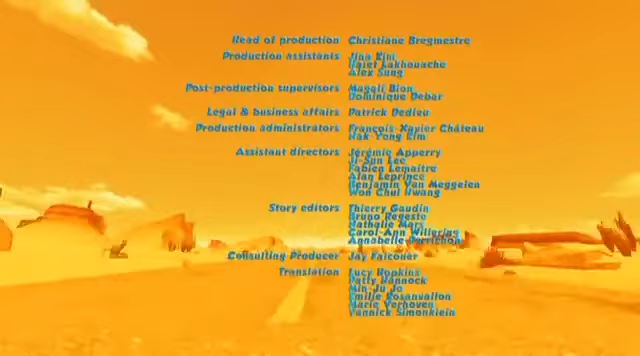 Head of production Christiane Bregmestre
Production assistants Jina Kim
Hajet Lakhouache
Alex Sung
Post-production supervisors Magali Bion
Dominique Debar
Legal & business affairs Patrick Dedieu
Production administrators François-Xavier Château
Hak-Yong Kim
Assistant directors Jérémie Apperry
Ji-Sun Lee
Fabien Lemaitre
Alan Leprince
Benjamin Van Meggelen
Won Chul Hwang
Story editors Thierry Gaudin
Bruno Regeste
Nathalie
Carol-Ann Willering
Annabelle Perrichon
Consulting Producer Jay Falconer
Translation Lucy Hopkins
Patty Hannock
Min-Ju Jo
Emilie Rosanvallon
Marie Verhoven
Yannick Simonklein